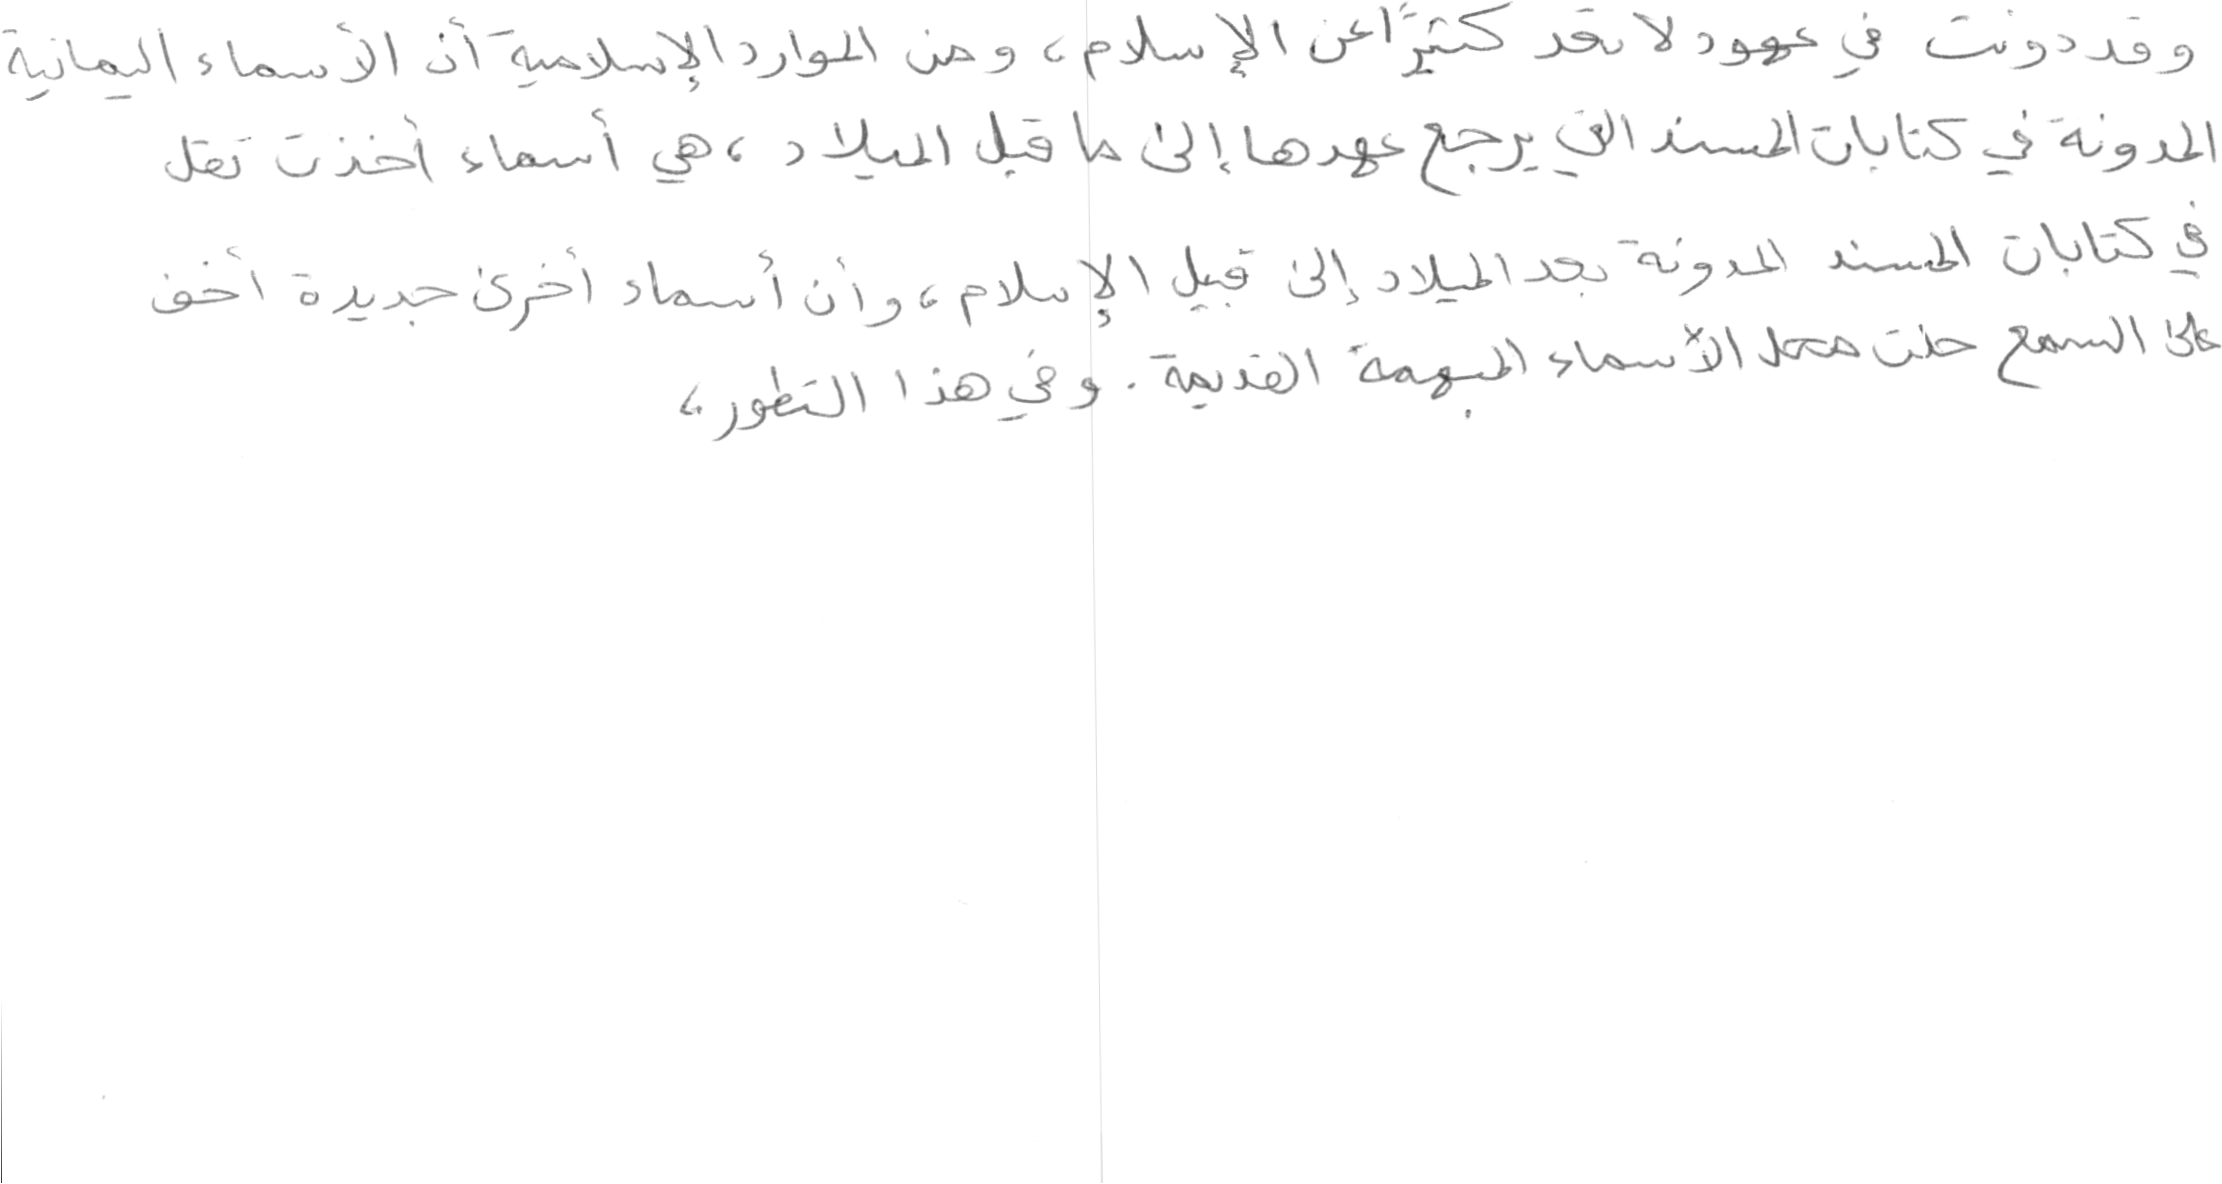 وقد دونت في عهود لا تقد كثيرًا عن الإسلام، ومن الموارد الإسلامية أن الأسماء اليمانية
المدونة في كتابات المسند التي يرجع عهدها إلى ما قبل الميلاد، هي أسماء أخذت تقل
في كتابات المسند المدونة بعد الميلاد إلى قبيل الإسلام، وأن أسماء أخرى جديدة أخف
على السمع حلت محل الأسماء المبهمة القديمة. وفي هذا التطور،